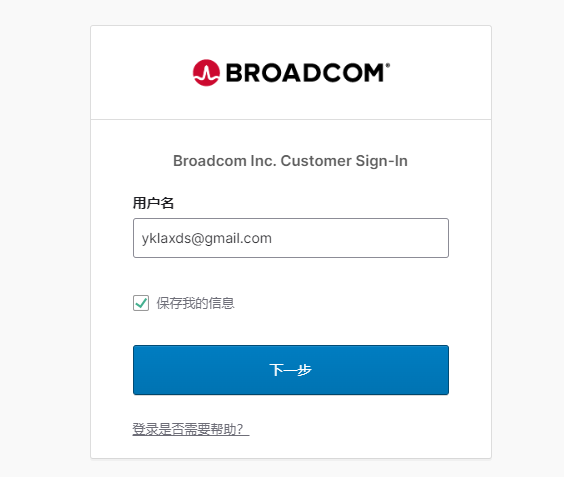 BROADCOM®
Broadcom Inc. Customer Sign-In
用户名
yklaxds@gmail.com
保存我的信息
下一步
登录是否需要帮助？